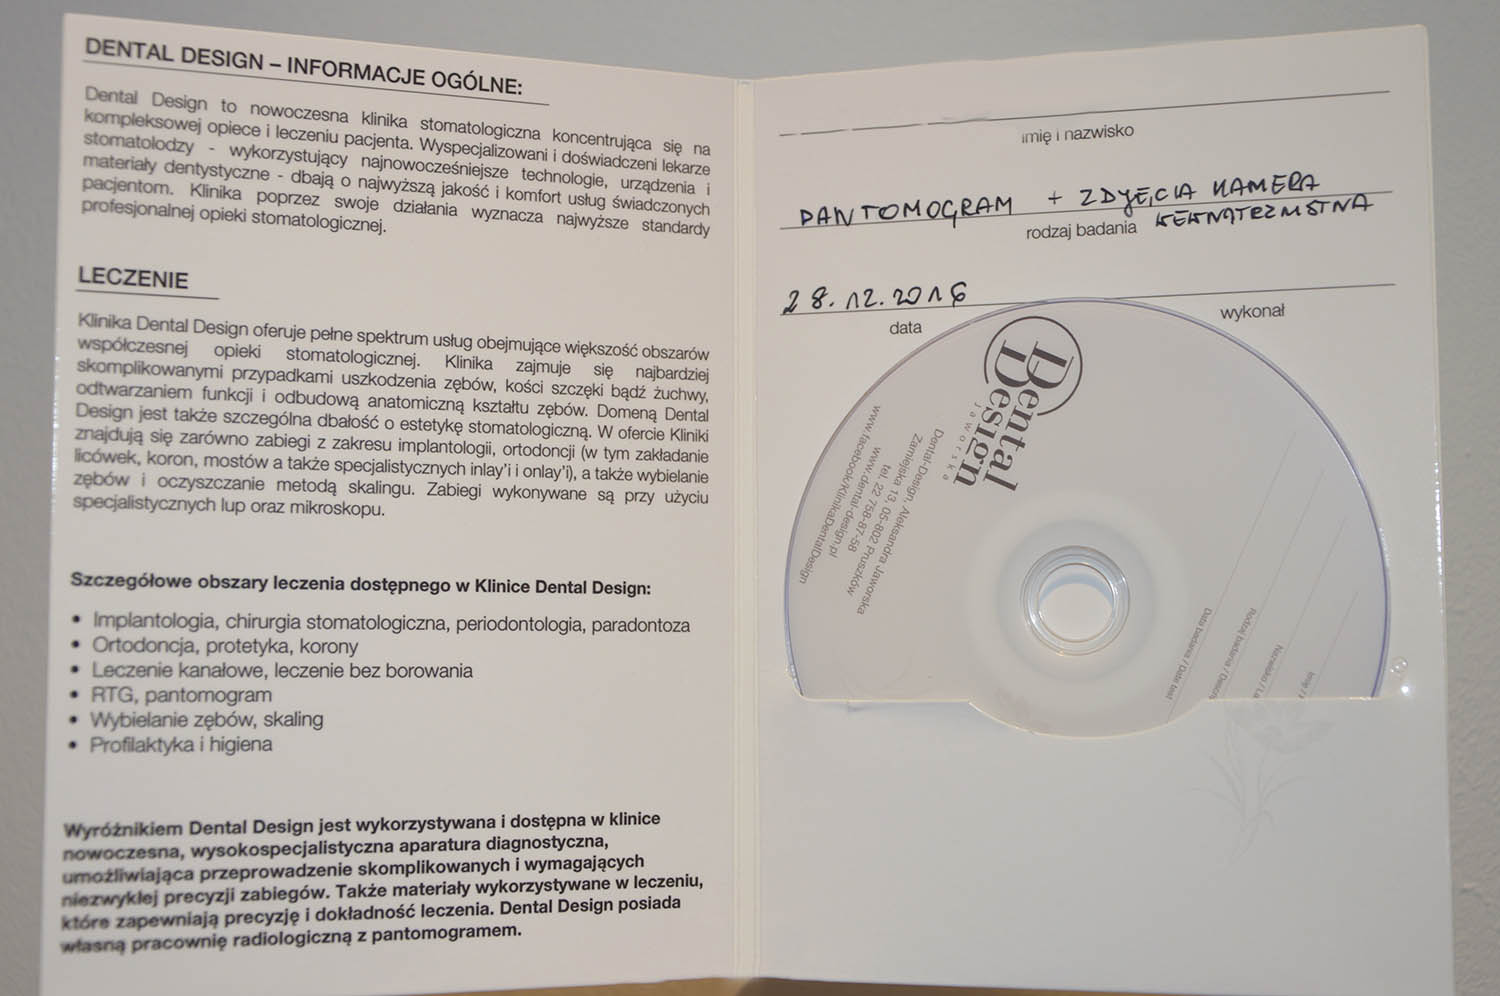 DENTAL DESIGN – INFORMACJE OGÓLNE:
Dental Design to nowoczesna klinika stomatologiczna koncentrująca się na
kompleksowej opiece i leczeniu pacjenta. Wyspecjalizowani i doświadczeni lekarze
stomatolodzy - wykorzystujący najnowocześniejsze technologie, urządzenia i
materiały dentystyczne - dbają o najwyższą jakość i komfort usług świadczonych
pacjentom. Klinika poprzez swoje działania wyznacza najwyższe standardy
profesjonalnej opieki stomatologicznej.
LECZENIE
Klinika Dental Design oferuje pełne spektrum usług obejmujące większość obszarów
współczesnej opieki stomatologicznej. Klinika zajmuje się najbardziej
skomplikowanymi przypadkami uszkodzenia zębów, kości szczęki bądź żuchwy,
odtwarzaniem funkcji i odbudową anatomiczną kształtu zębów. Domeną Dental
Design jest także szczególna dbałość o estetykę stomatologiczną. W ofercie Kliniki
znajdują się zarówno zabiegi z zakresu implantologii, ortodoncji (w tym zakładanie
licówek, koron, mostów a także specjalistycznych inlay'i i onlay'i), a także wybielanie
zębów i oczyszczanie metodą skalingu. Zabiegi wykonywane są przy użyciu
specjalistycznych lup oraz mikroskopu.
Szczegółowe obszary leczenia dostępnego w Klinice Dental Design:
• Implantologia, chirurgia stomatologiczna, periodontologia, paradontoza
• Ortodoncja, protetyka, korony
• Leczenie kanałowe, leczenie bez borowania
• RTG, pantomogram
• Wybielanie zębów, skaling
• Profilaktyka i higiena
Wyróżnikiem Dental Design jest wykorzystywana i dostępna w klinice
nowoczesna, wysokospecjalistyczna aparatura diagnostyczna,
umożliwiająca przeprowadzenie skomplikowanych i wymagających
niezwykłej precyzji zabiegów. Także materiały wykorzystywane w leczeniu,
które zapewniają precyzję i dokładność leczenia. Dental Design posiada
własną pracownię radiologiczną z pantomogramem.
imię i nazwisko
PANTOMOGRAM + ZDJĘCIA KAMERA
WEWNĄTRZUSTNA
rodzaj badania
28.12.2016
data
wykonał
Dental
Design
Jaworska
Dental-Design, Aleksandra Jaworska
Zamiejska 13, 05-802 Pruszków
tel. 22 758-87-58
www.dental-design.pl
www.facebook/KlinikaDentalDesign
Imię /
Nazwisko /
Rodzaj badania /
Data badania / Date test